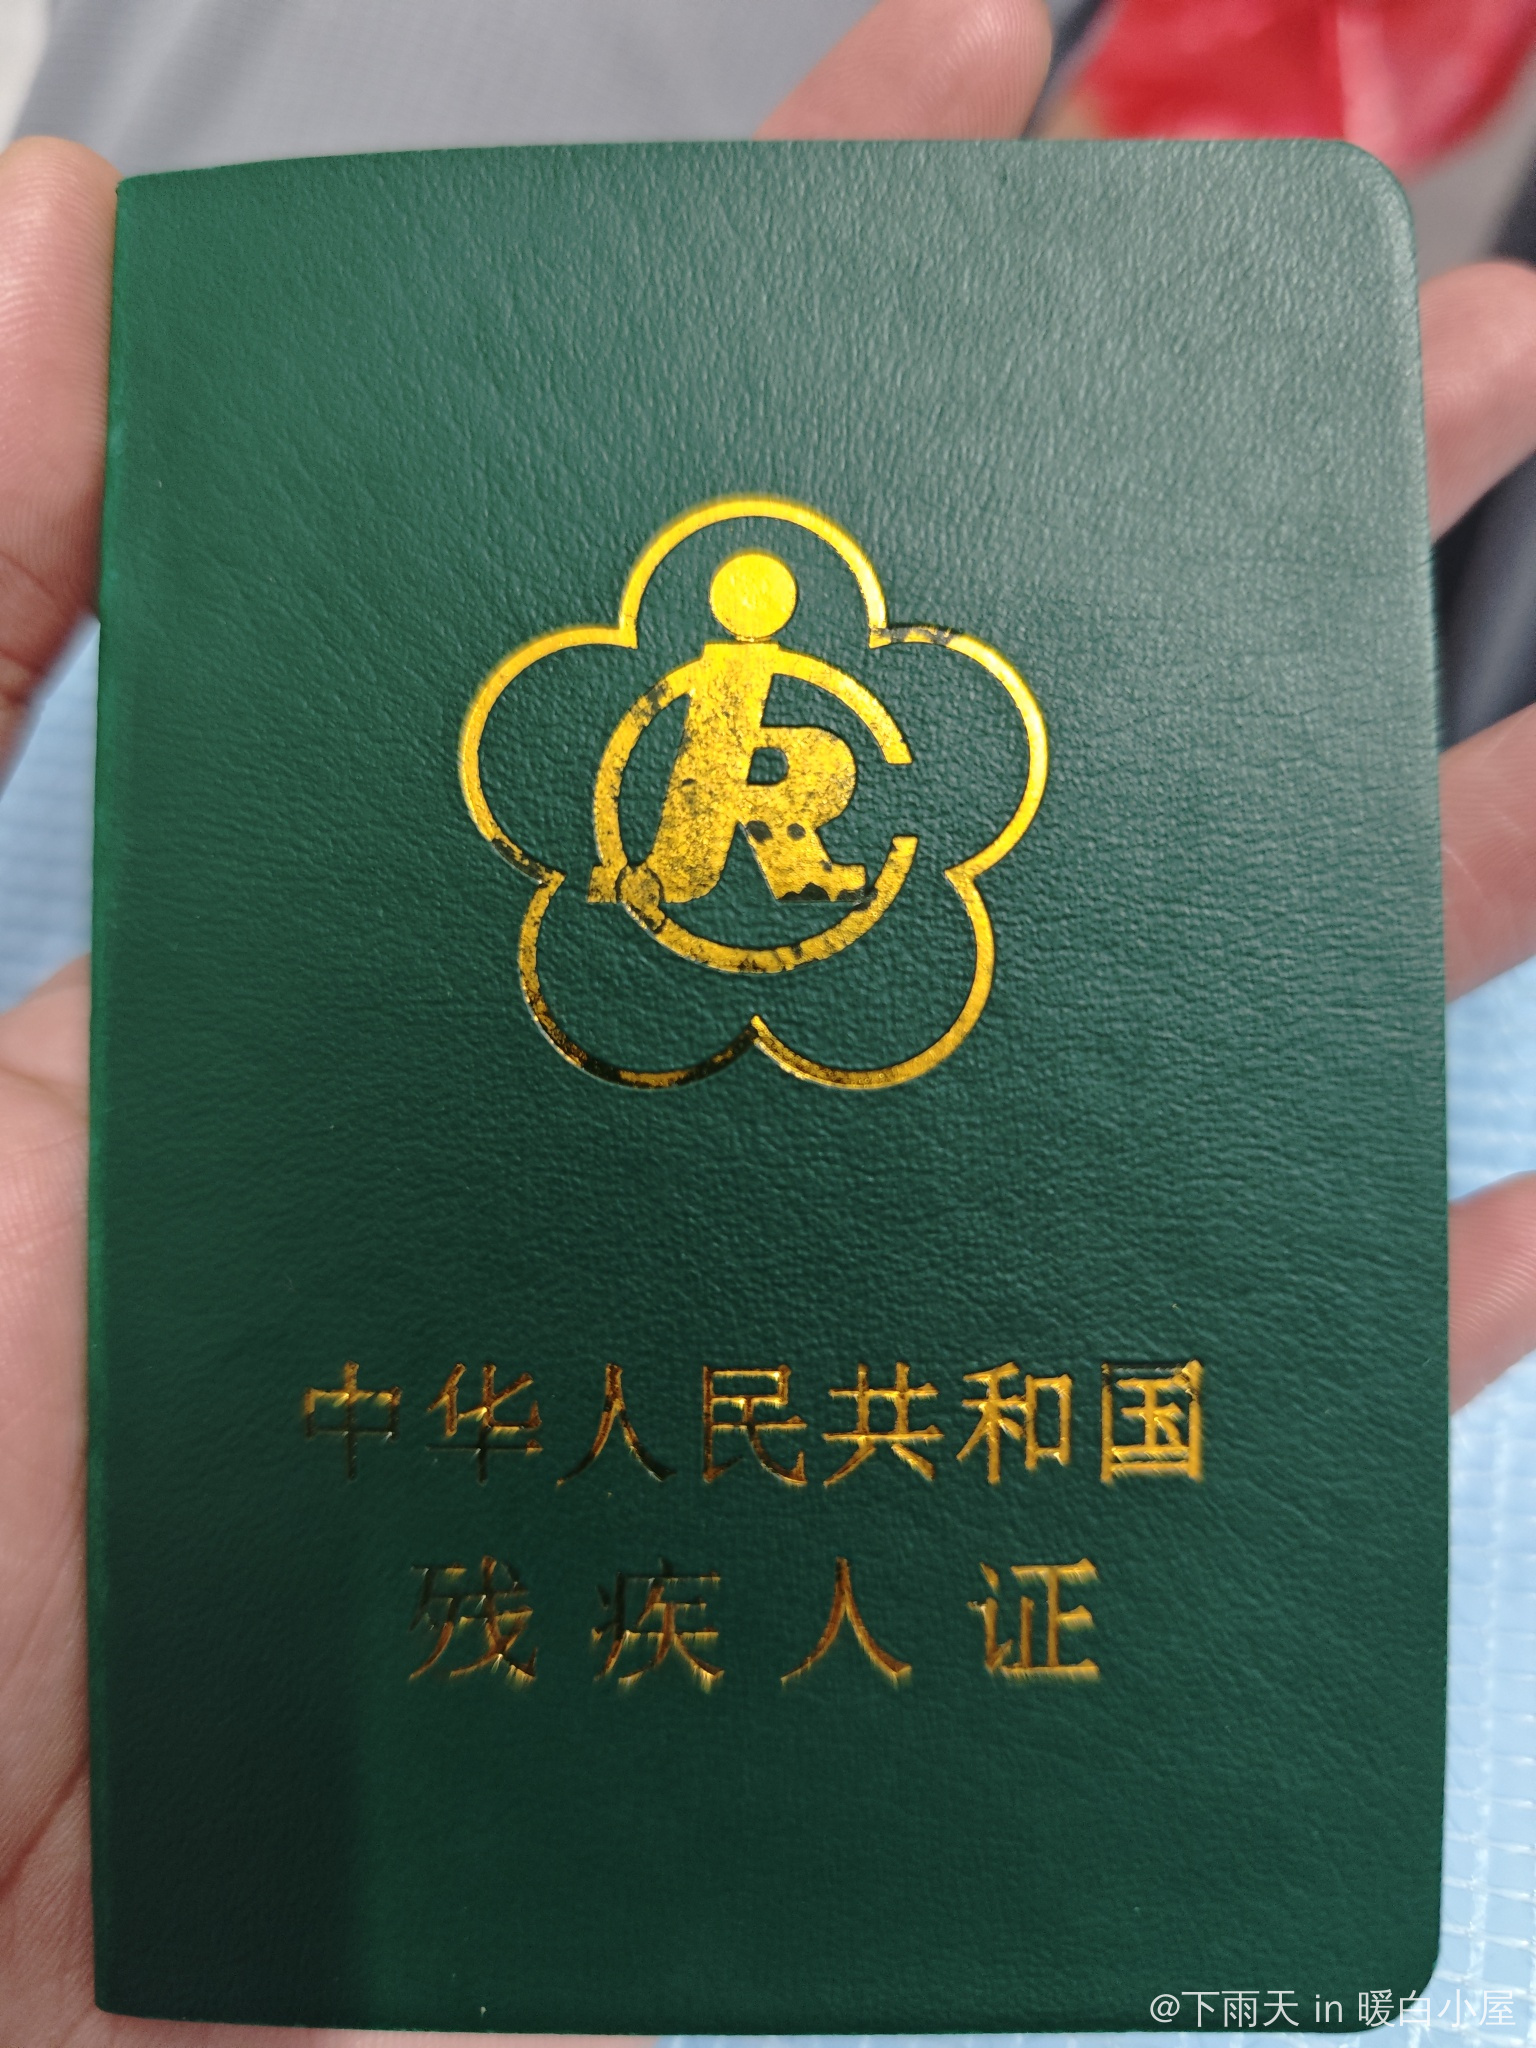 中华人民共和国
残疾人证
@下雨天 in 暖白小屋